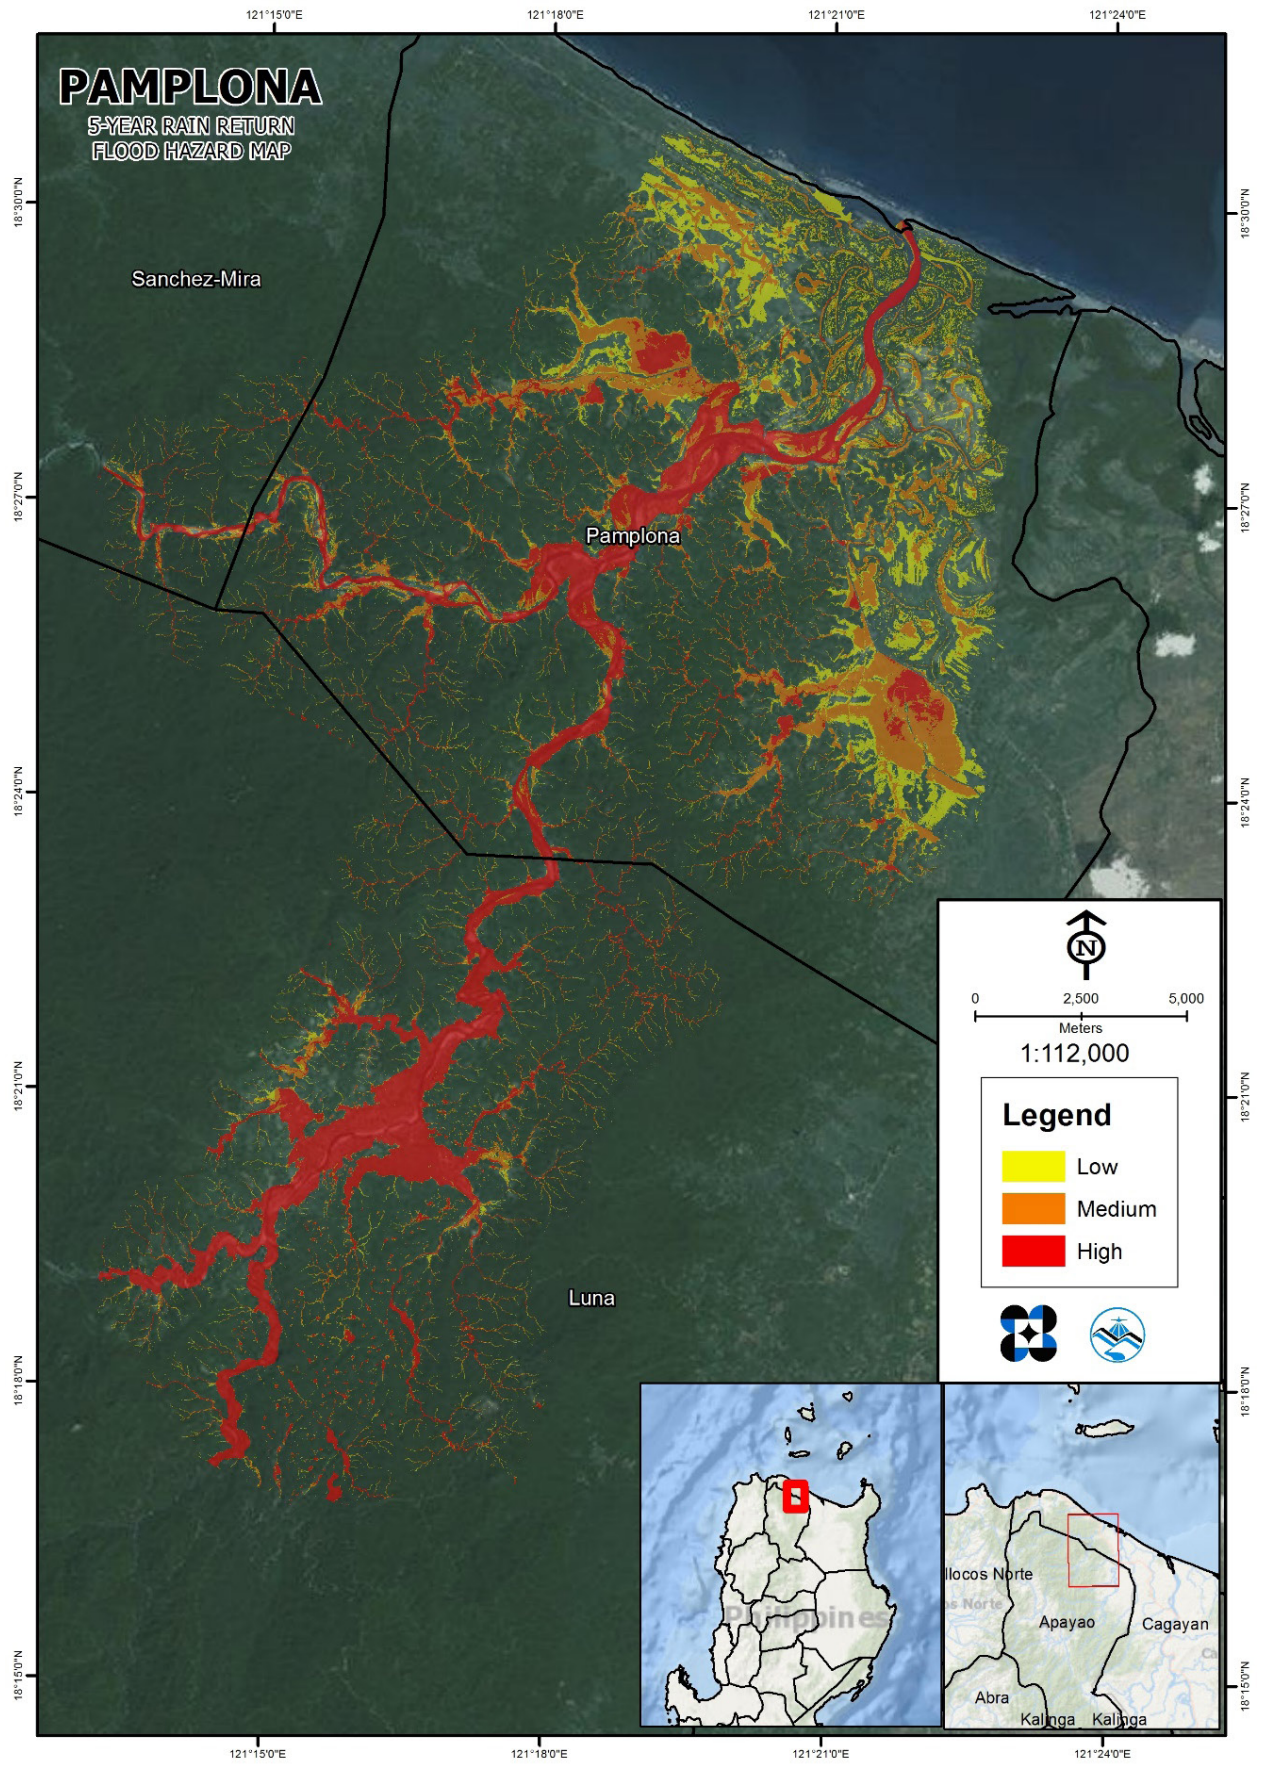 121°15'0"E
121°18'0"E
121°21'0"E
121°24'0"E
PAMPLONA
5-YEAR RAIN RETURN
FLOOD HAZARD MAP
18°30'0"N
18°30'0"N
Sanchez-Mira
18°27'0"N
18°27'0"N
Pamplona
18°24'0"N
18°24'0"N
N
0 2,500 5,000
Meters
1:112,000
18°21'0"N
18°21'0"N
Legend
Low
Medium
High
Luna
18°18'0"N
18°18'0"N
Philippines
Ilocos Norte
os Norte
Apayao
Cagayan
Ca
Abra
Kalinga
Kalinga
18°15'0"N
18°15'0"N
121°15'0"E
121°18'0"E
121°21'0"E
121°24'0"E